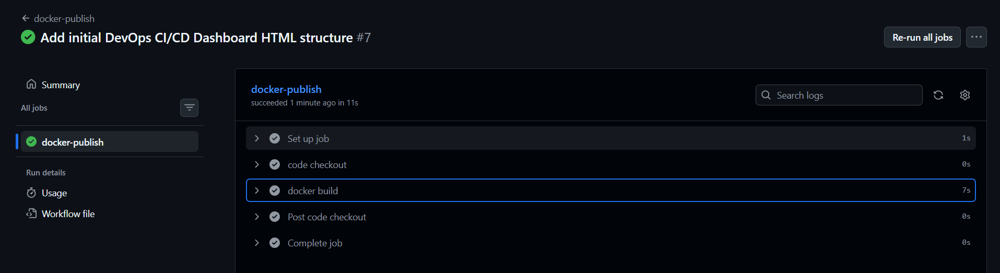 docker-publish
Add initial DevOps CI/CD Dashboard HTML structure #7
Re-run all jobs
Summary
All jobs
docker-publish
Run details
Usage
Workflow file
docker-publish
succeeded 1 minute ago in 11s
Search logs
Set up job 1s
code checkout 0s
docker build 7s
Post code checkout 0s
Complete job 0s